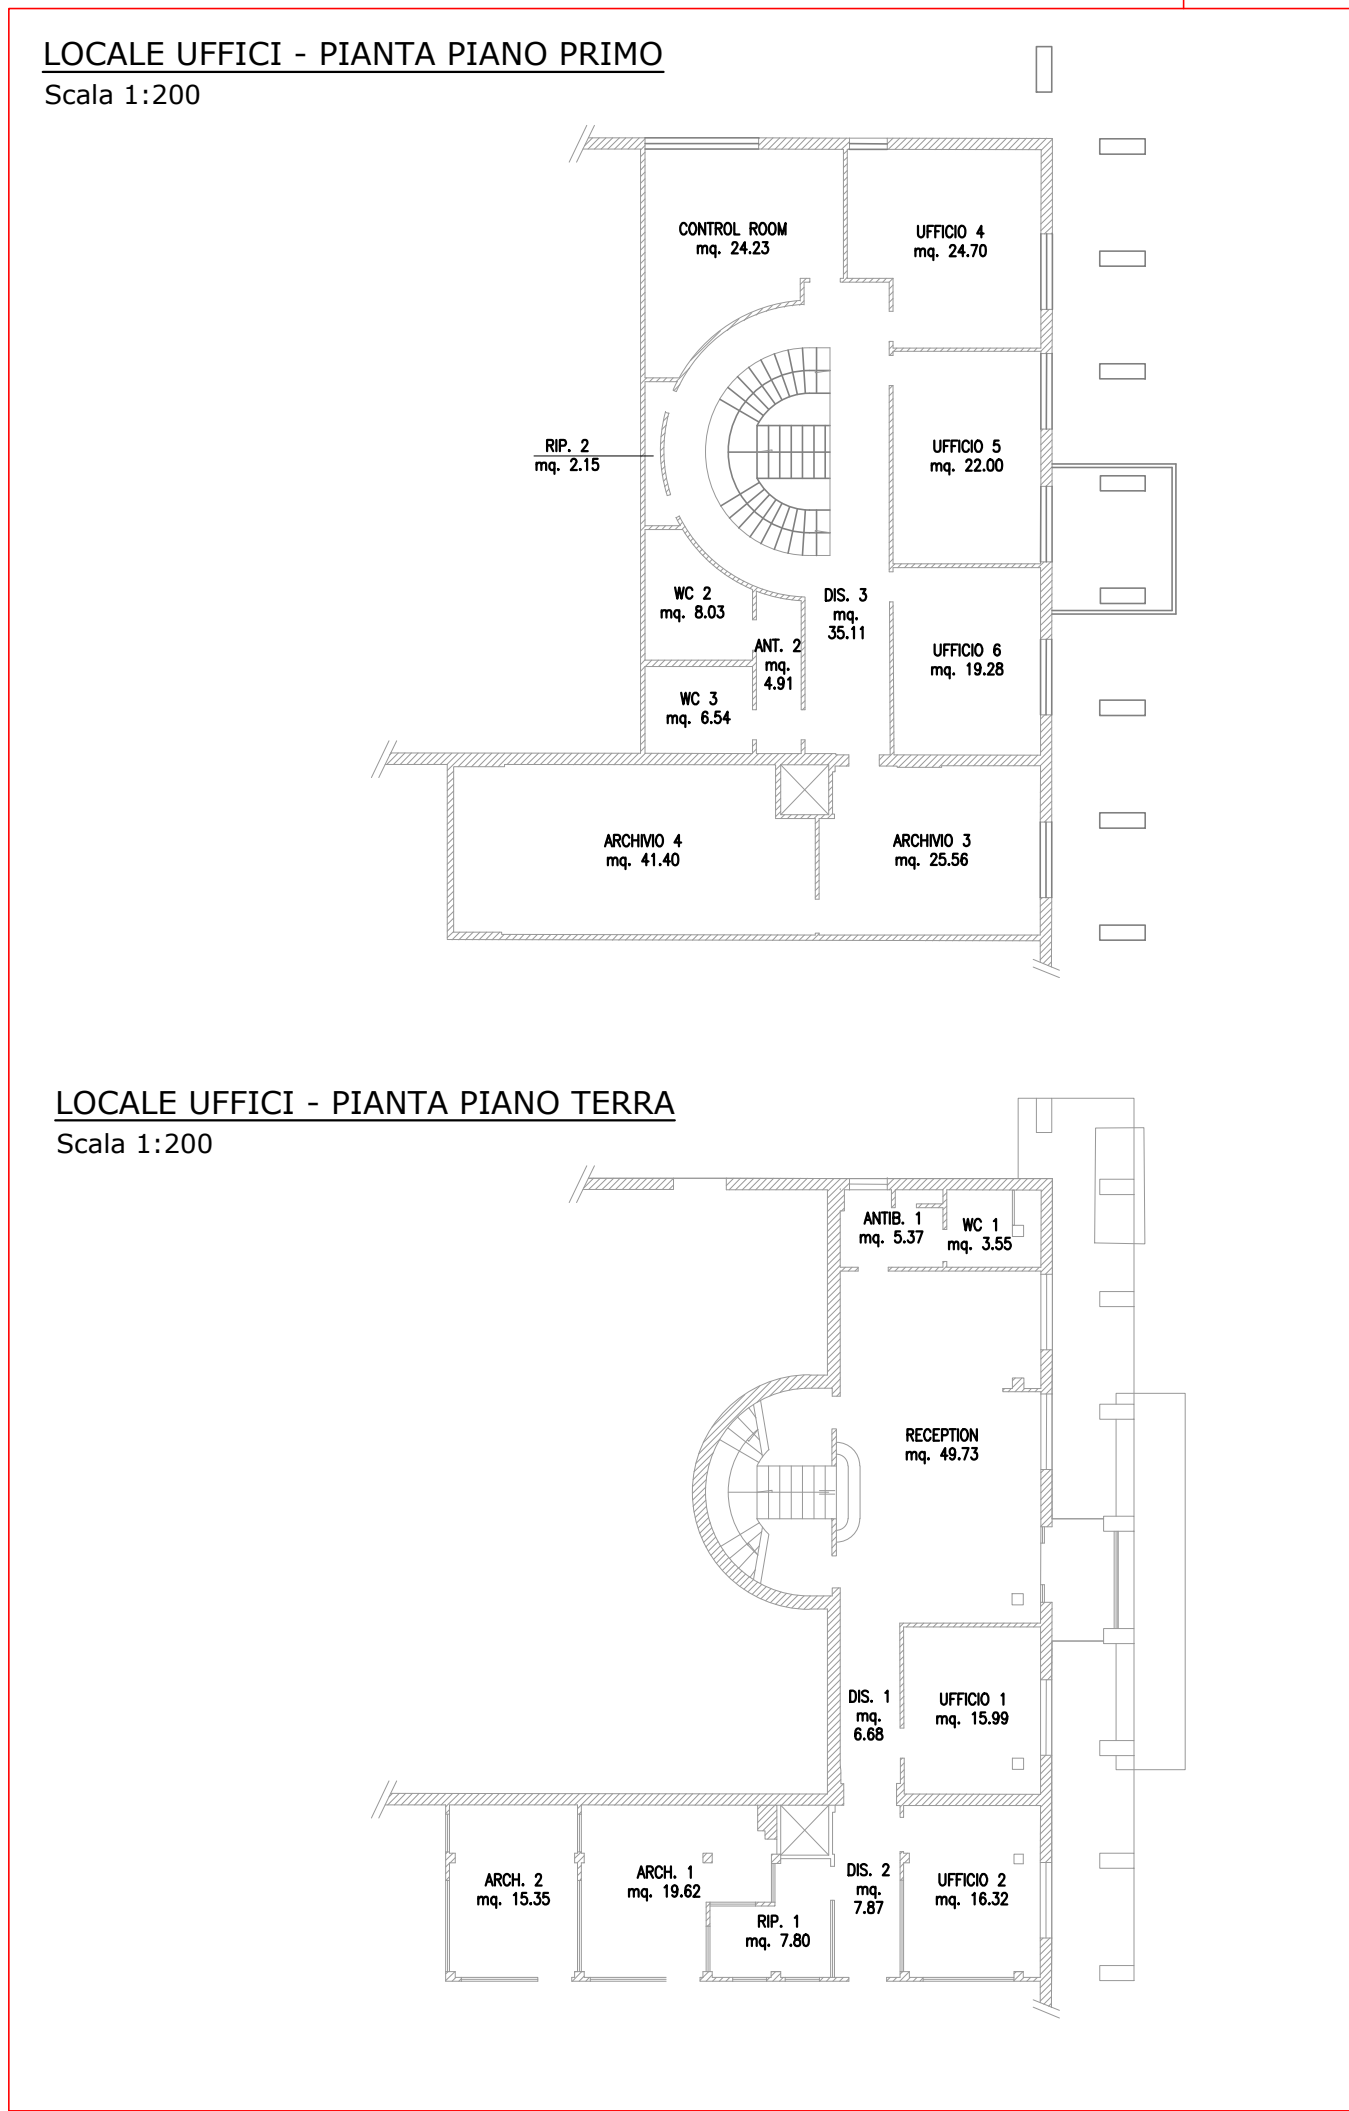 LOCALE UFFICI - PIANTA PIANO PRIMO
Scala 1:200
CONTROL ROOM
mq. 24.23
UFFICIO 4
mq. 24.70
RIP. 2
mq. 2.15
UFFICIO 5
mq. 22.00
WC 2
mq. 8.03
DIS. 3
mq.
35.11
ANT. 2
mq.
4.91
UFFICIO 6
mq. 19.28
WC 3
mq. 6.54
ARCHIVIO 4
mq. 41.40
ARCHIVIO 3
mq. 25.56
LOCALE UFFICI - PIANTA PIANO TERRA
Scala 1:200
ANTIB. 1
mq. 5.37
WC 1
mq. 3.55
RECEPTION
mq. 49.73
DIS. 1
mq.
6.68
UFFICIO 1
mq. 15.99
ARCH. 2
mq. 15.35
ARCH. 1
mq. 19.62
RIP. 1
mq. 7.80
DIS. 2
mq.
7.87
UFFICIO 2
mq. 16.32